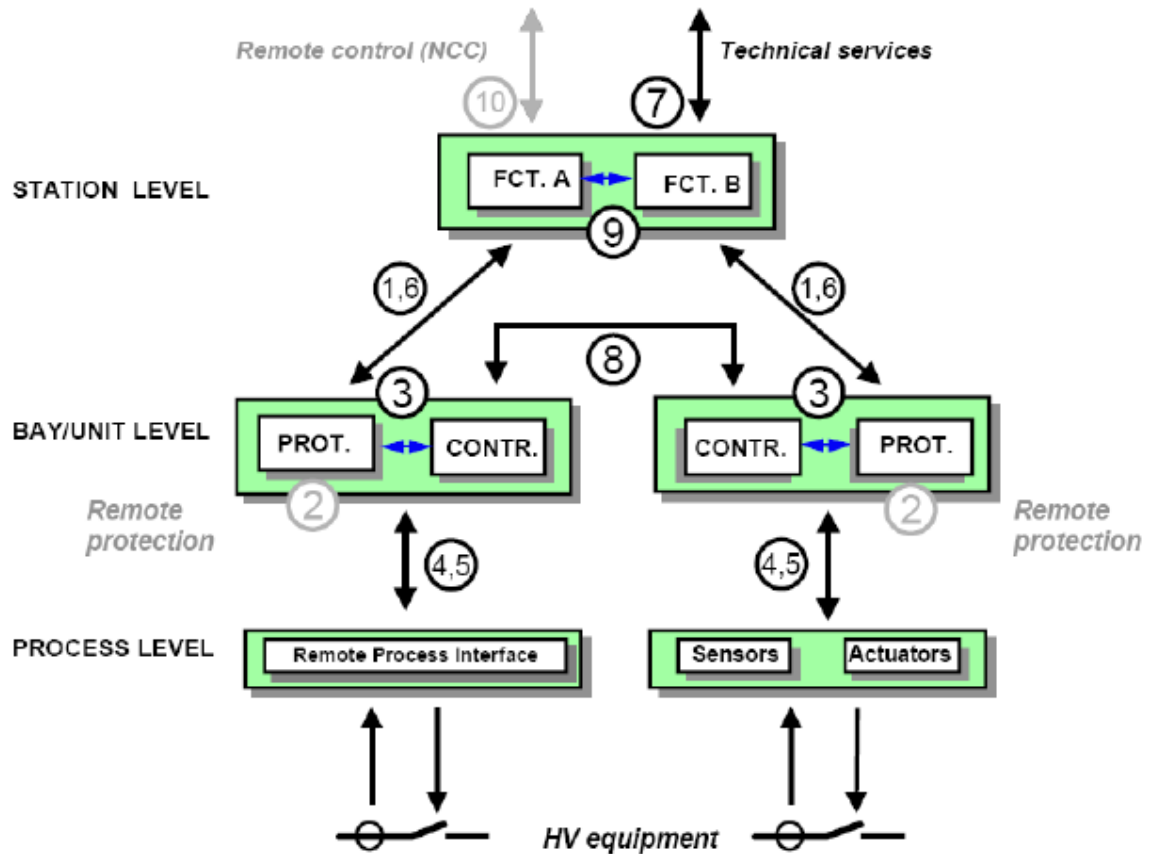 Remote control (NCC)
Technical services
10
7
STATION LEVEL
FCT. A
FCT. B
9
1,6
1,6
8
3
3
BAY/UNIT LEVEL
PROT.
CONTR.
CONTR.
PROT.
2
2
Remote
protection
Remote
protection
4,5
4,5
PROCESS LEVEL
Remote Process Interface
Sensors
Actuators
HV equipment